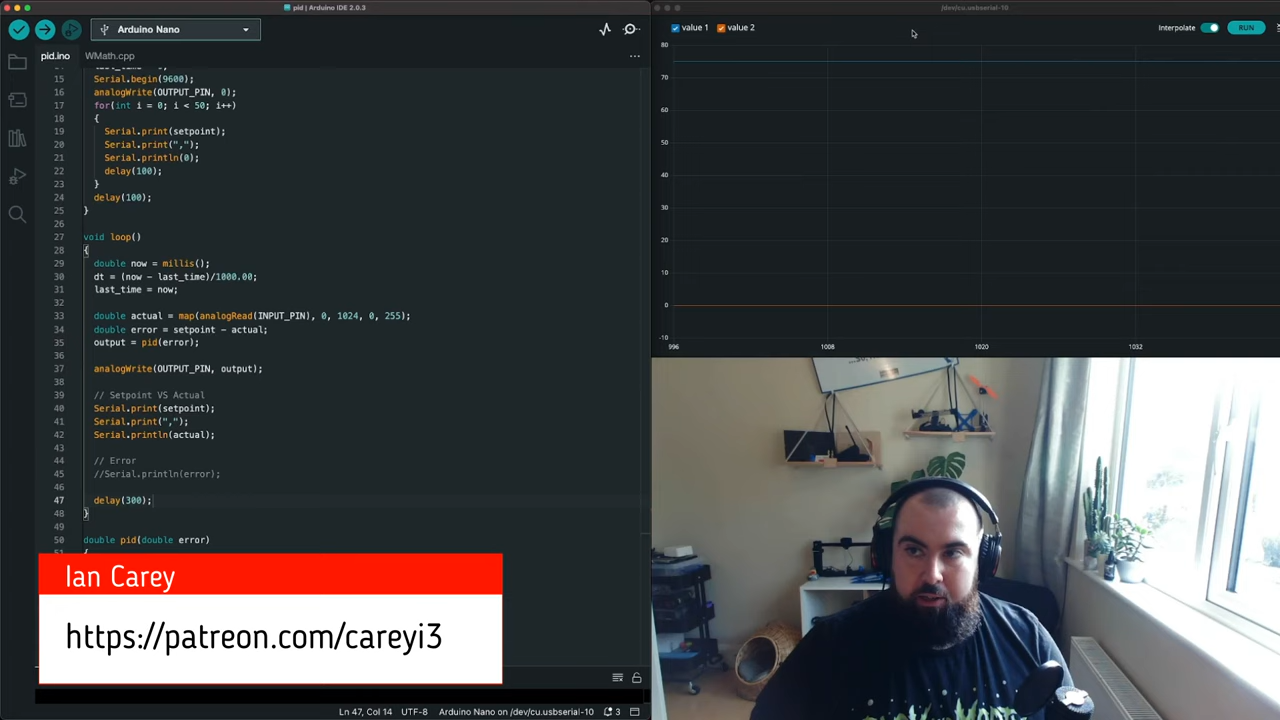 pid | Arduino IDE 2.0.3
/dev/cu.usbserial-10
Arduino Nano
pid.ino
WMath.cpp
15 Serial.begin(9600);
16 analogWrite(OUTPUT_PIN, 0);
17 for(int i = 0; i < 50; i++)
18 {
19 Serial.print(setpoint);
20 Serial.print(",");
21 Serial.println(0);
22 delay(100);
23 }
24 delay(100);
25 }
26
27 void loop()
28 {
29 double now = millis();
30 dt = (now - last_time)/1000.00;
31 last_time = now;
32
33 double actual = map(analogRead(INPUT_PIN), 0, 1024, 0, 255);
34 double error = setpoint - actual;
35 output = pid(error);
36
37 analogWrite(OUTPUT_PIN, output);
38
39 // Setpoint VS Actual
40 Serial.print(setpoint);
41 Serial.print(",");
42 Serial.println(actual);
43
44 // Error
45 //Serial.println(error);
46
47 delay(300);
48 }
49
50 double pid(double error)
51 {
Ian Carey
https://patreon.com/careyi3
Ln 47, Col 14 UTF-8 Arduino Nano on /dev/cu.usbserial-10 3
value 1 value 2 Interpolate RUN
80
70
60
50
40
30
20
10
0
-10
996 1008 1020 1032